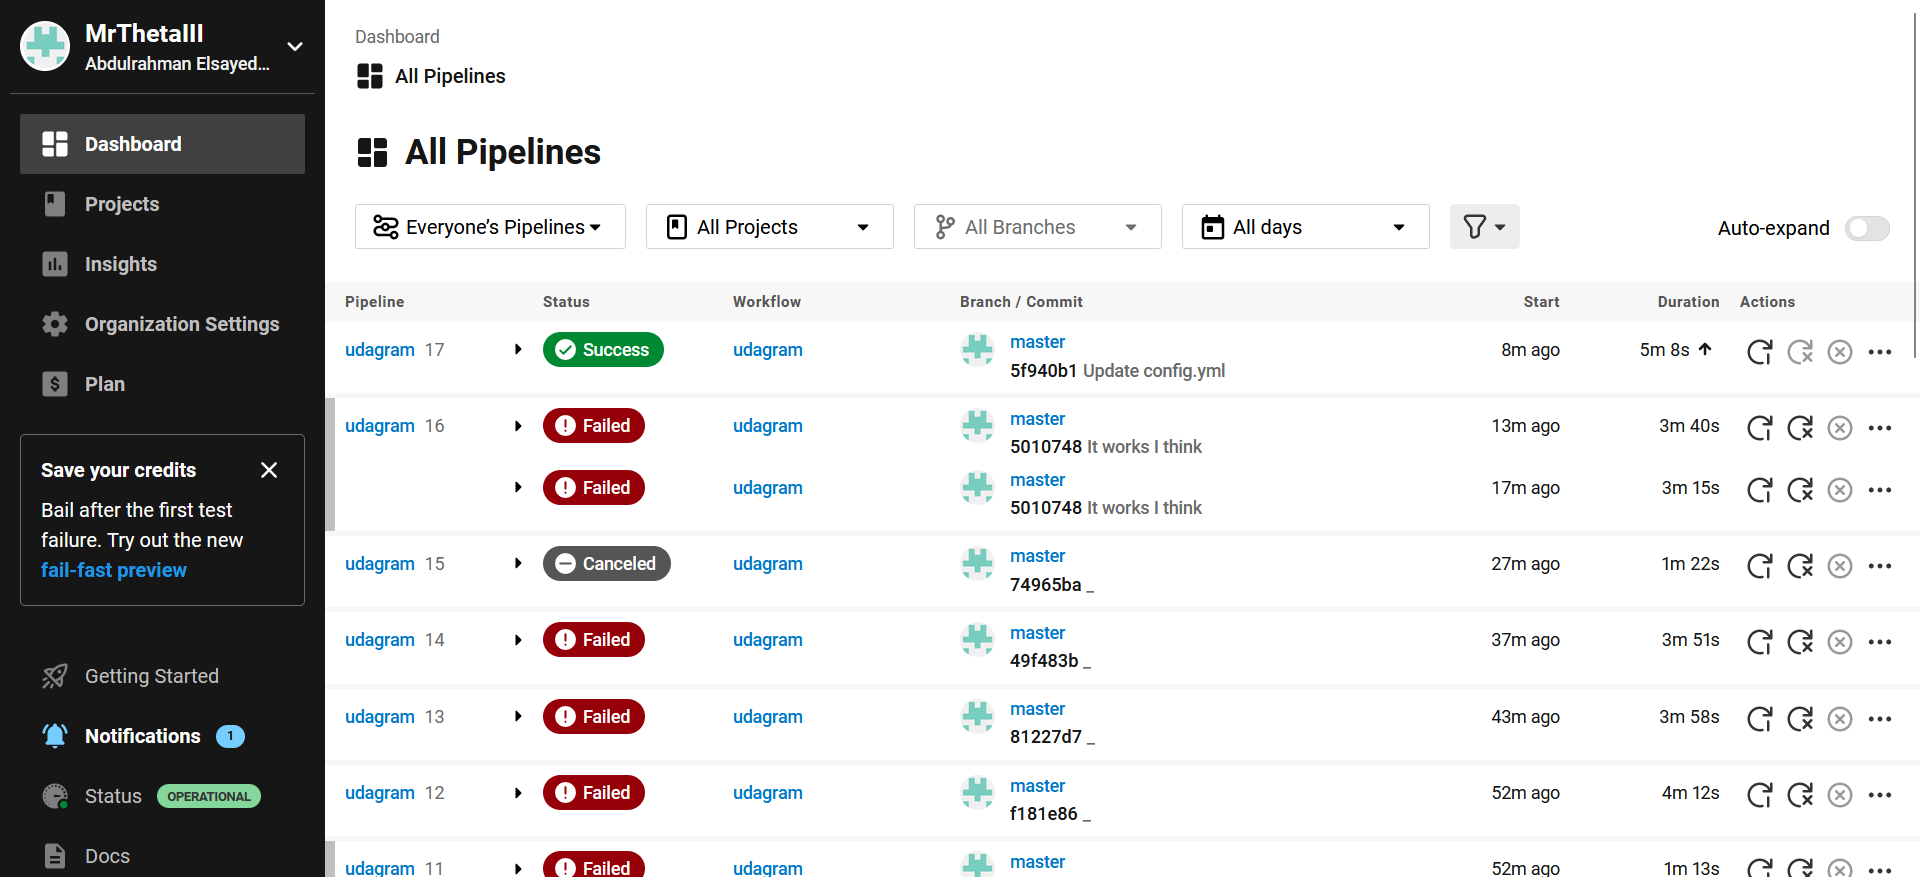 MrThetaIII
Abdulrahman Elsayed...
Dashboard
Projects
Insights
Organization Settings
Plan
Save your credits
Bail after the first test
failure. Try out the new
fail-fast preview
Getting Started
Notifications 1
Status OPERATIONAL
Docs
Dashboard
All Pipelines
All Pipelines
Everyone’s Pipelines All Projects All Branches All days Auto-expand
Pipeline Status Workflow Branch / Commit Start Duration Actions
udagram 17 Success udagram master 8m ago 5m 8s
5f940b1 Update config.yml
udagram 16 Failed udagram master 13m ago 3m 40s
5010748 It works I think
Failed udagram master 17m ago 3m 15s
5010748 It works I think
udagram 15 Canceled udagram master 27m ago 1m 22s
74965ba _
udagram 14 Failed udagram master 37m ago 3m 51s
49f483b _
udagram 13 Failed udagram master 43m ago 3m 58s
81227d7 _
udagram 12 Failed udagram master 52m ago 4m 12s
f181e86 _
udagram 11 Failed udagram master 52m ago 1m 13s